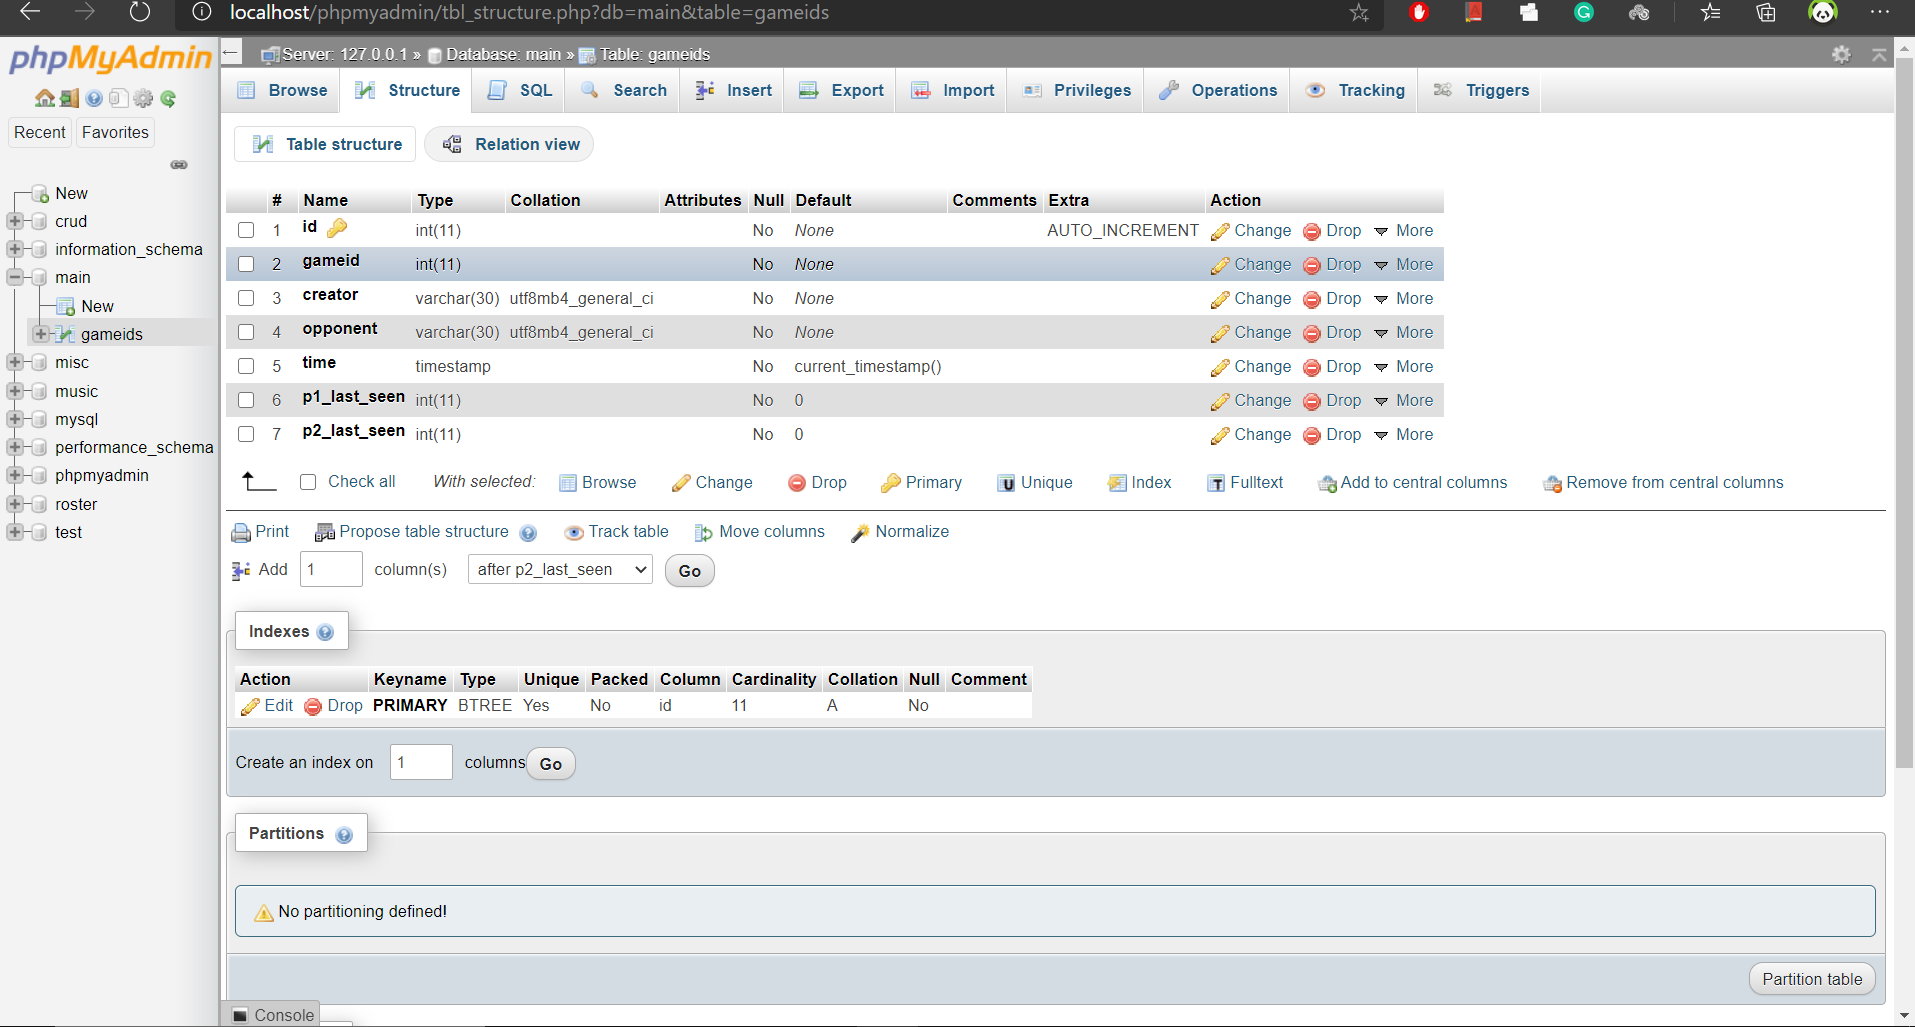 localhost/phpmyadmin/tbl_structure.php?db=main&table=gameids
phpMyAdmin
Recent Favorites
New
crud
information_schema
main
New
gameids
misc
music
mysql
performance_schema
phpmyadmin
roster
test
Server: 127.0.0.1 » Database: main » Table: gameids
Browse Structure SQL Search Insert Export Import Privileges Operations Tracking Triggers
Table structure Relation view
# Name Type Collation Attributes Null Default Comments Extra Action
1 id int(11) No None AUTO_INCREMENT Change Drop More
2 gameid int(11) No None Change Drop More
3 creator varchar(30) utf8mb4_general_ci No None Change Drop More
4 opponent varchar(30) utf8mb4_general_ci No None Change Drop More
5 time timestamp No current_timestamp() Change Drop More
6 p1_last_seen int(11) No 0 Change Drop More
7 p2_last_seen int(11) No 0 Change Drop More
Check all With selected: Browse Change Drop Primary Unique Index Fulltext Add to central columns Remove from central columns
Print Propose table structure Track table Move columns Normalize
Add 1 column(s) after p2_last_seen Go
Indexes
Action Keyname Type Unique Packed Column Cardinality Collation Null Comment
Edit Drop PRIMARY BTREE Yes No id 11 A No
Create an index on 1 columns Go
Partitions
No partitioning defined!
Partition table
Console